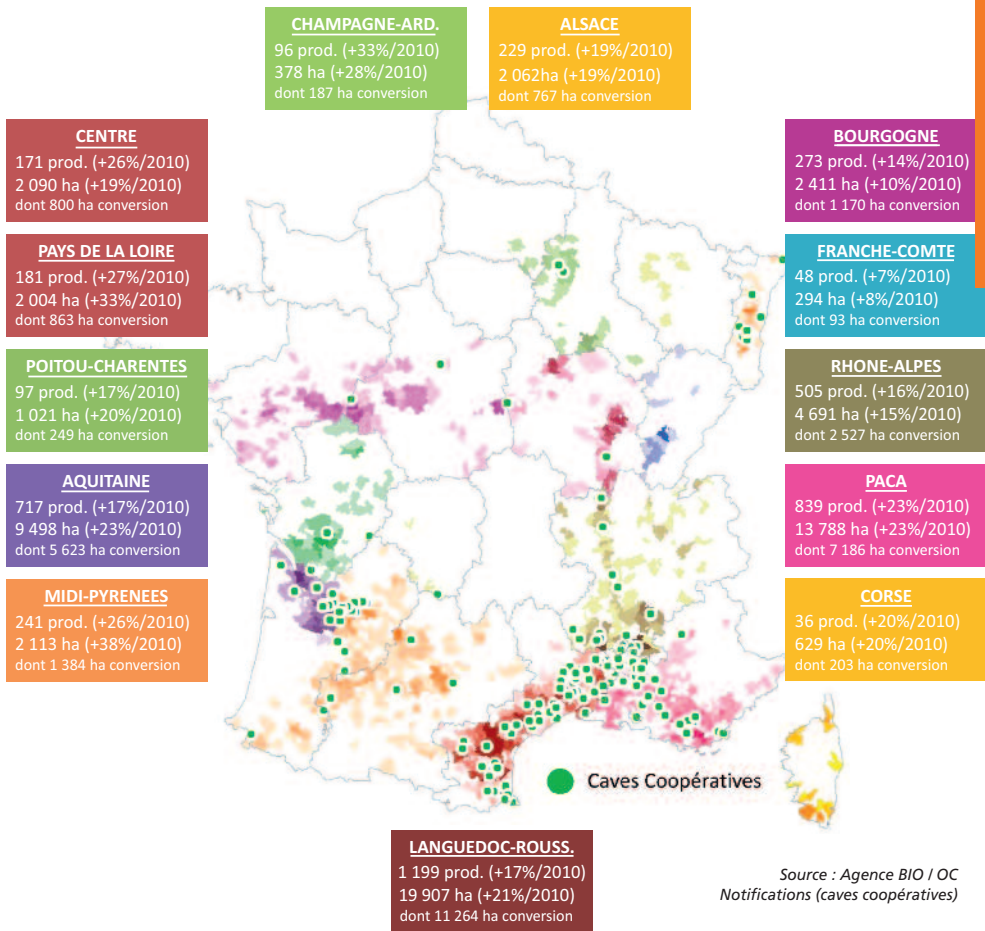 CHAMPAGNE-ARD.
96 prod. (+33%/2010)
378 ha (+28%/2010)
dont 187 ha conversion
ALSACE
229 prod. (+19%/2010)
2 062ha (+19%/2010)
dont 767 ha conversion
CENTRE
171 prod. (+26%/2010)
2 090 ha (+19%/2010)
dont 800 ha conversion
BOURGOGNE
273 prod. (+14%/2010)
2 411 ha (+10%/2010)
dont 1 170 ha conversion
PAYS DE LA LOIRE
181 prod. (+27%/2010)
2 004 ha (+33%/2010)
dont 863 ha conversion
FRANCHE-COMTE
48 prod. (+7%/2010)
294 ha (+8%/2010)
dont 93 ha conversion
POITOU-CHARENTES
97 prod. (+17%/2010)
1 021 ha (+20%/2010)
dont 249 ha conversion
RHONE-ALPES
505 prod. (+16%/2010)
4 691 ha (+15%/2010)
dont 2 527 ha conversion
AQUITAINE
717 prod. (+17%/2010)
9 498 ha (+23%/2010)
dont 5 623 ha conversion
PACA
839 prod. (+23%/2010)
13 788 ha (+23%/2010)
dont 7 186 ha conversion
MIDI-PYRENEES
241 prod. (+26%/2010)
2 113 ha (+38%/2010)
dont 1 384 ha conversion
CORSE
36 prod. (+20%/2010)
629 ha (+20%/2010)
dont 203 ha conversion
Caves Coopératives
LANGUEDOC-ROUSS.
1 199 prod. (+17%/2010)
19 907 ha (+21%/2010)
dont 11 264 ha conversion
Source : Agence BIO / OC
Notifications (caves coopératives)